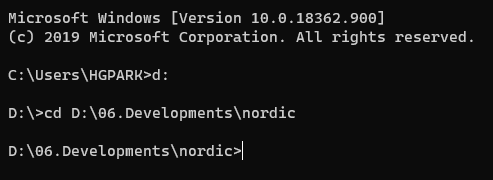 Microsoft Windows [Version 10.0.18362.900]
(c) 2019 Microsoft Corporation. All rights reserved.
C:\Users\HGPARK>d:
D:\>cd D:\06.Developments\nordic
D:\06.Developments\nordic>